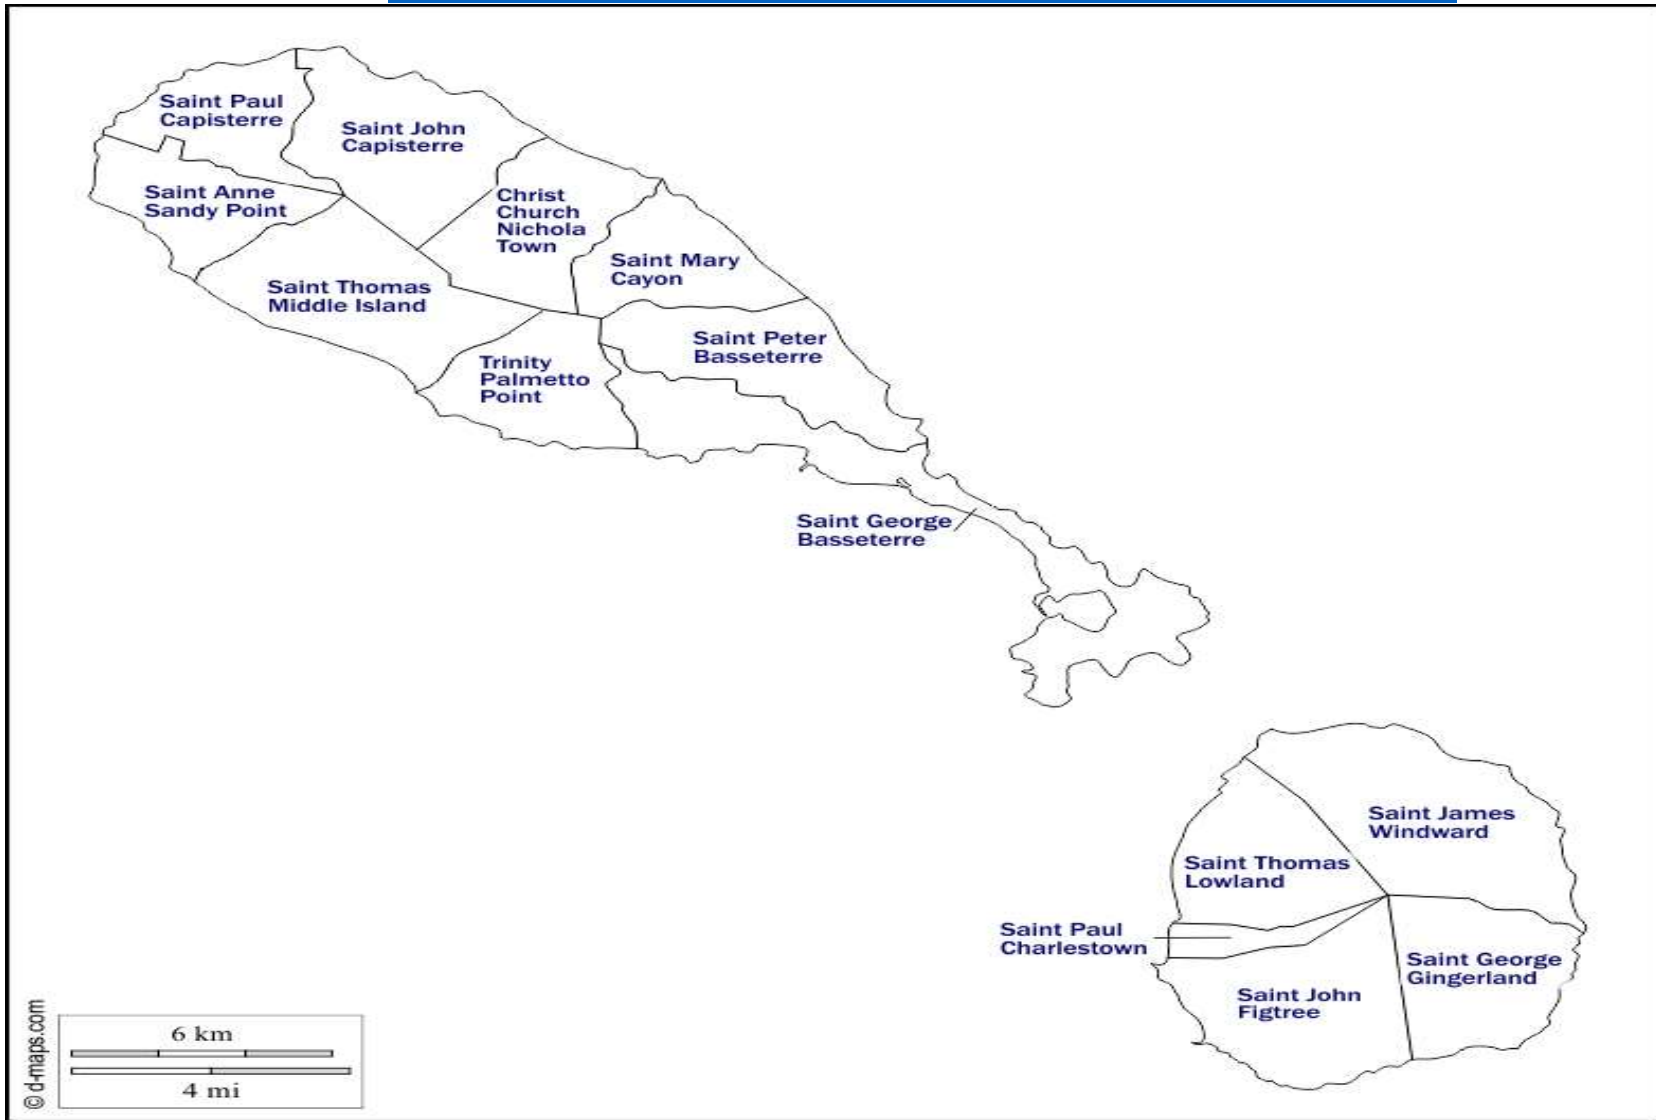 Saint Paul
Capisterre
Saint John
Capisterre
Saint Anne
Sandy Point
Christ
Church
Nichola
Town
Saint Mary
Cayon
Saint Thomas
Middle Island
Saint Peter
Basseterre
Trinity
Palmetto
Point
Saint George
Basseterre
Saint James
Windward
Saint Thomas
Lowland
Saint Paul
Charlestown
Saint George
Gingerland
Saint John
Figtree
6 km
4 mi
© d-maps.com